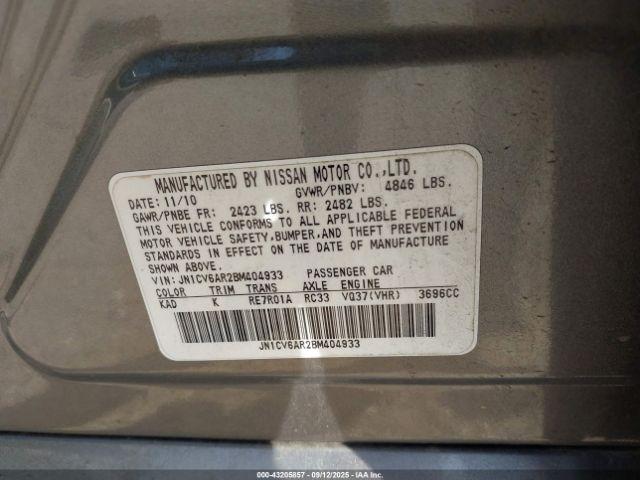 MANUFACTURED BY NISSAN MOTOR CO.,LTD.
DATE: 11/10 GVWR/PNBV: 4846 LBS.
GAWR/PNBE FR: 2423 LBS. RR: 2482 LBS.
THIS VEHICLE CONFORMS TO ALL APPLICABLE FEDERAL
MOTOR VEHICLE SAFETY,BUMPER,AND THEFT PREVENTION
STANDARDS IN EFFECT ON THE DATE OF MANUFACTURE
SHOWN ABOVE.
VIN: JN1CV6AR2BM404933 PASSENGER CAR
COLOR TRIM TRANS AXLE ENGINE
KAD K RE7R01A RC33 VQ37(VHR) 3696CC
JN1CV6AR2BM404933
000-43205857 - 09/12/2025 - IAAI.COM